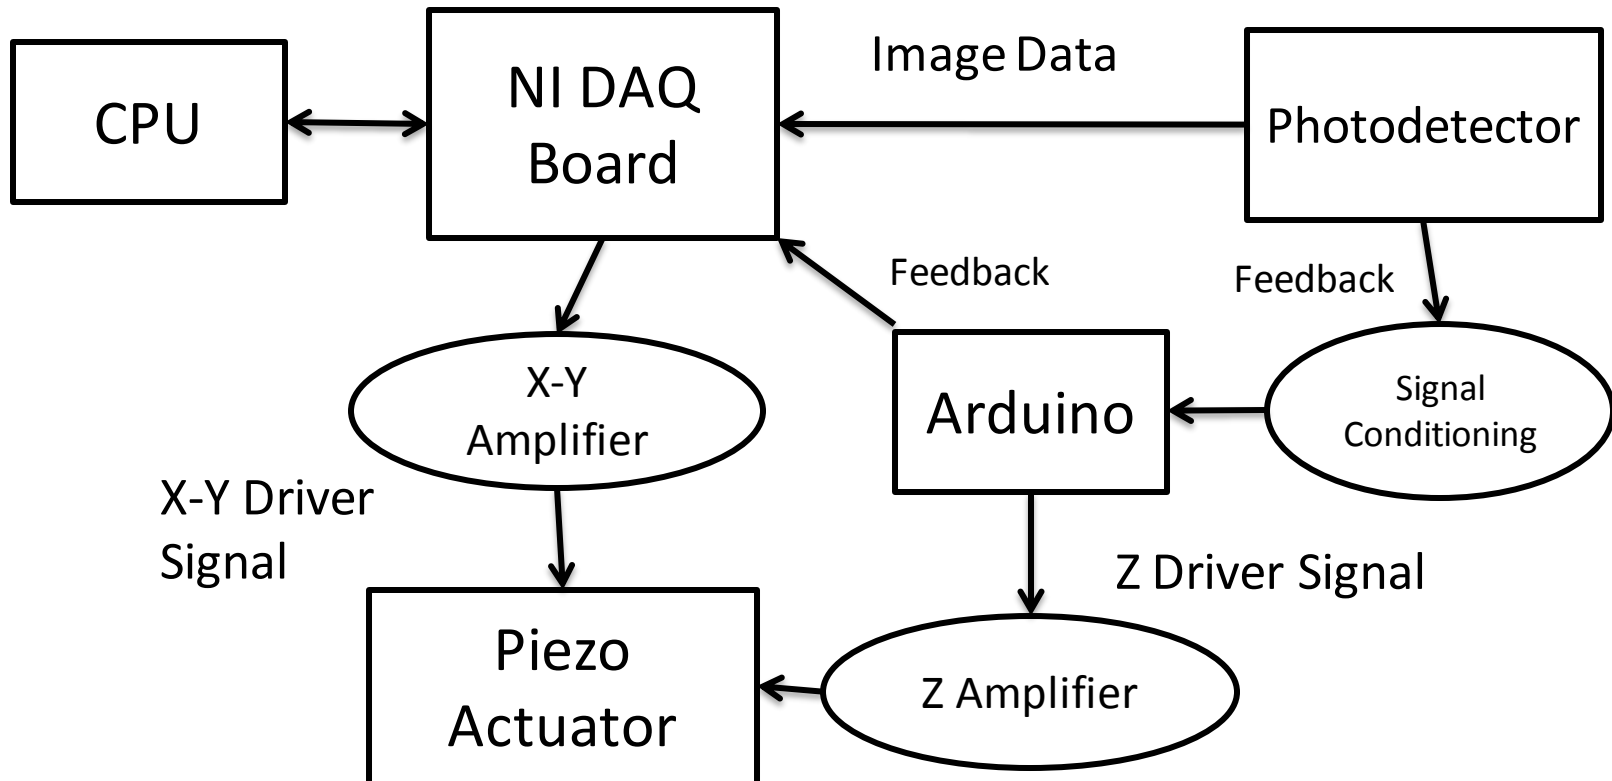 CPU
NI DAQ
Board
Image Data
Photodetector
Feedback
Feedback
X-Y
Amplifier
Arduino
Signal
Conditioning
X-Y Driver
Signal
Z Driver Signal
Piezo
Actuator
Z Amplifier